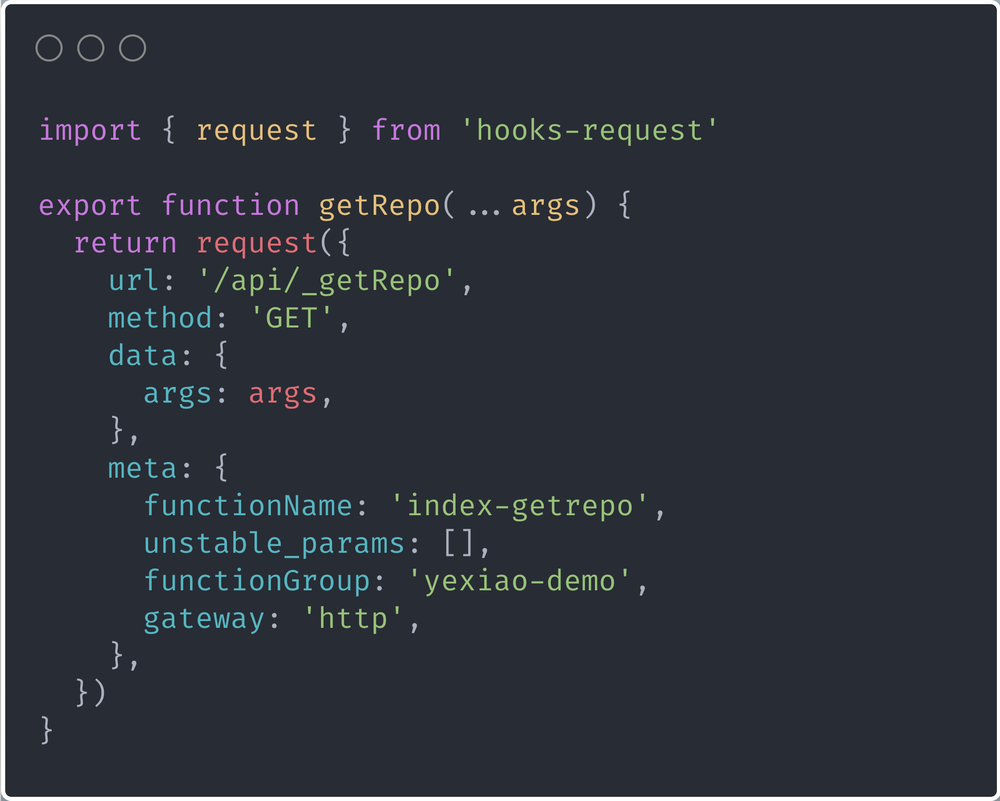 import { request } from 'hooks-request'
export function getRepo(...args) {
return request({
url: '/api/_getRepo',
method: 'GET',
data: {
args: args,
},
meta: {
functionName: 'index-getrepo',
unstable_params: [],
functionGroup: 'yexiao-demo',
gateway: 'http',
},
})
}